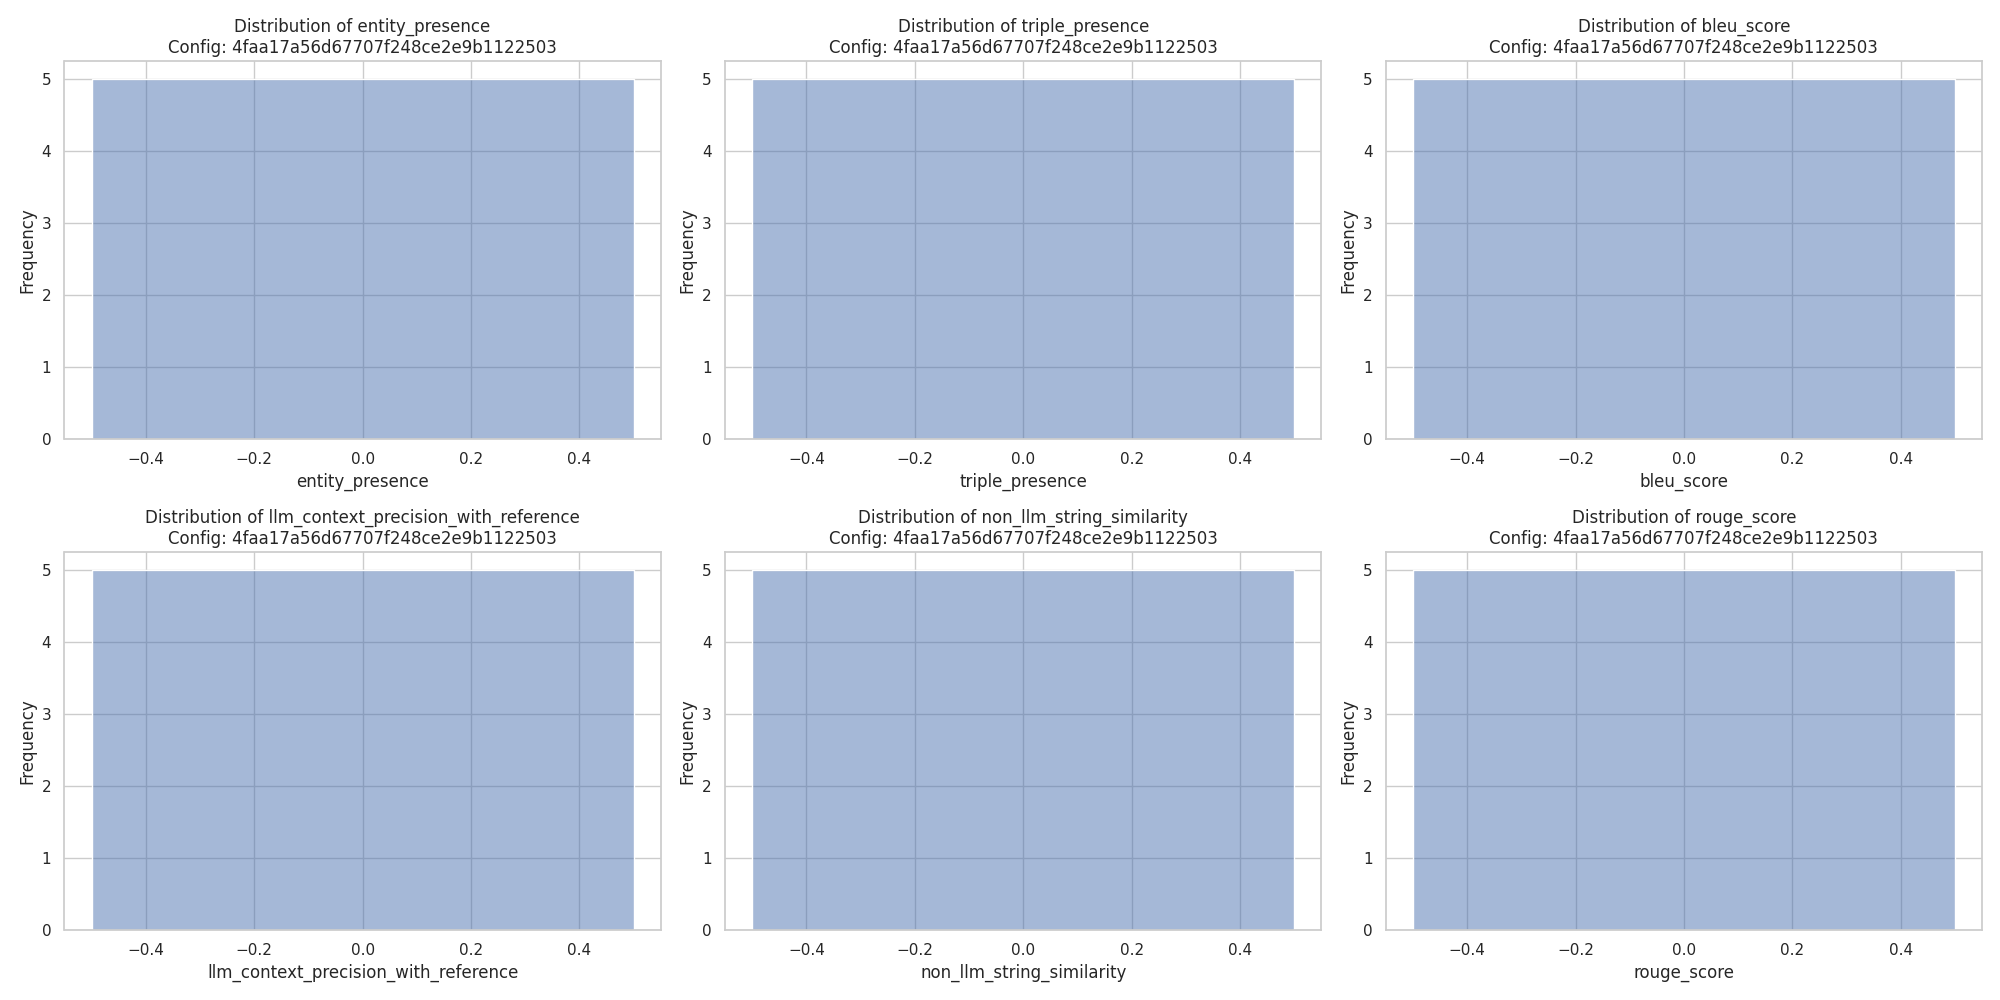 Distribution of entity_presence
Config: 4faa17a56d67707f248ce2e9b1122503
5
4
3
2
1
0
Frequency
−0.4 −0.2 0.0 0.2 0.4
entity_presence
Distribution of triple_presence
Config: 4faa17a56d67707f248ce2e9b1122503
5
4
3
2
1
0
Frequency
−0.4 −0.2 0.0 0.2 0.4
triple_presence
Distribution of bleu_score
Config: 4faa17a56d67707f248ce2e9b1122503
5
4
3
2
1
0
Frequency
−0.4 −0.2 0.0 0.2 0.4
bleu_score
Distribution of llm_context_precision_with_reference
Config: 4faa17a56d67707f248ce2e9b1122503
5
4
3
2
1
0
Frequency
−0.4 −0.2 0.0 0.2 0.4
llm_context_precision_with_reference
Distribution of non_llm_string_similarity
Config: 4faa17a56d67707f248ce2e9b1122503
5
4
3
2
1
0
Frequency
−0.4 −0.2 0.0 0.2 0.4
non_llm_string_similarity
Distribution of rouge_score
Config: 4faa17a56d67707f248ce2e9b1122503
5
4
3
2
1
0
Frequency
−0.4 −0.2 0.0 0.2 0.4
rouge_score